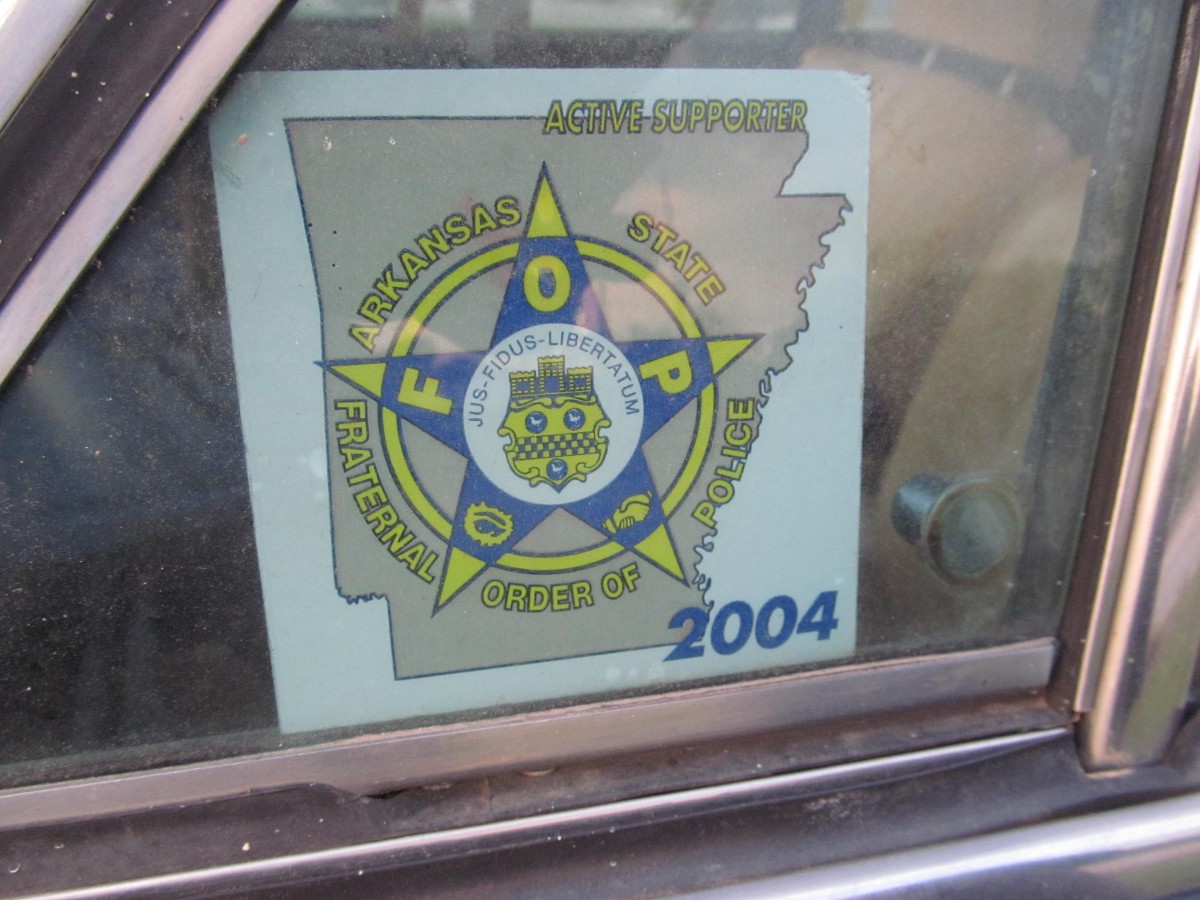 ACTIVE SUPPORTER
ARKANSAS STATE
FRATERNAL ORDER OF POLICE
F O P
JUS-FIDUS-LIBERTATUM
2004